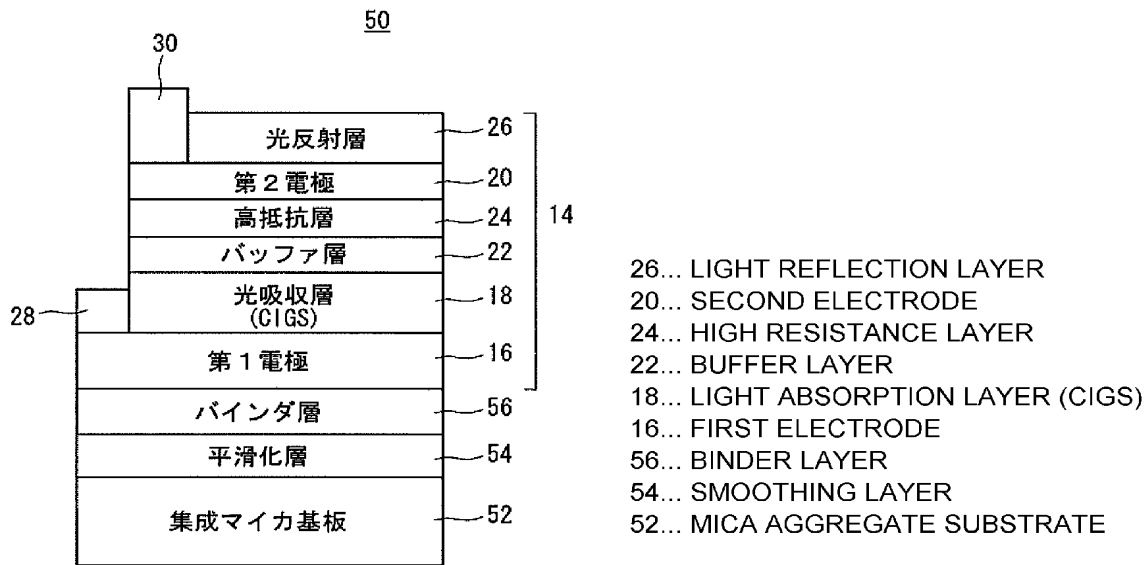 50
30
光反射層
26
第２電極
20
高抵抗層
24
14
バッファ層
22
光吸収層
(CIGS)
18
28
第１電極
16
バインダ層
56
平滑化層
54
集成マイカ基板
52
26... LIGHT REFLECTION LAYER
20... SECOND ELECTRODE
24... HIGH RESISTANCE LAYER
22... BUFFER LAYER
18... LIGHT ABSORPTION LAYER (CIGS)
16... FIRST ELECTRODE
56... BINDER LAYER
54... SMOOTHING LAYER
52... MICA AGGREGATE SUBSTRATE